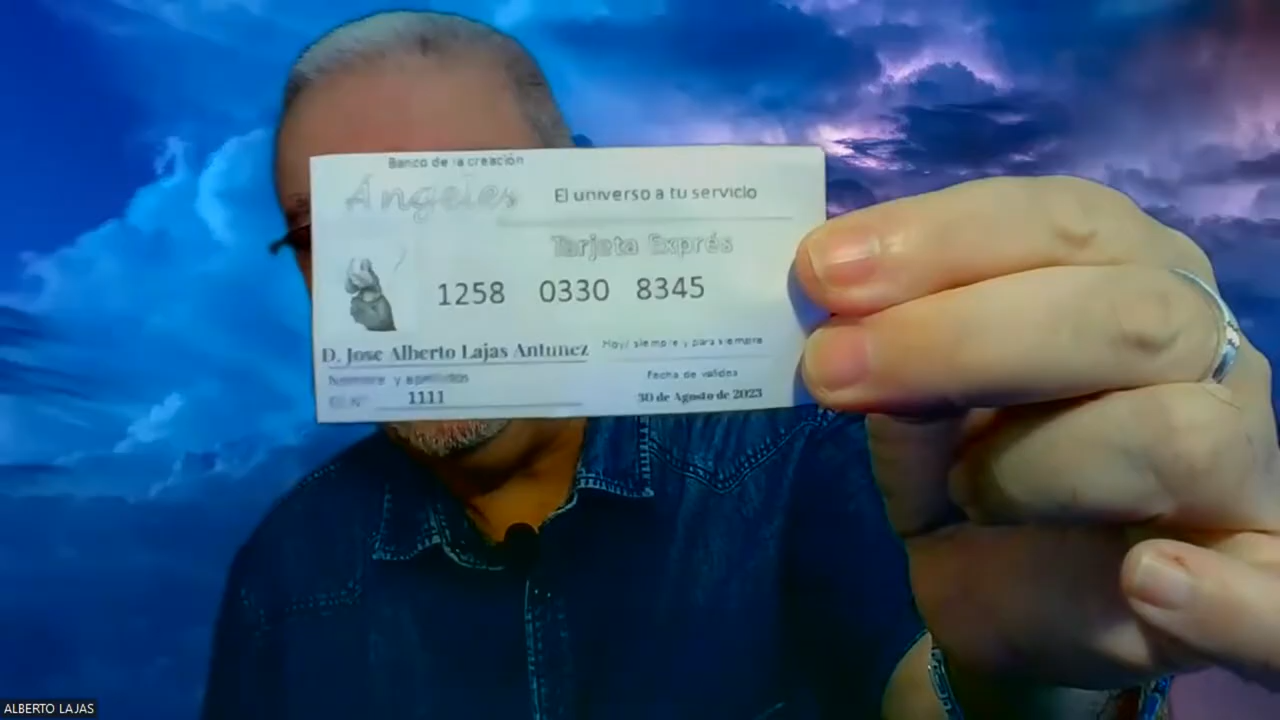 Banco de la creación
Ángeles
El universo a tu servicio
Tarjeta Exprés
1258 0330 8345
D. Jose Alberto Lajas Antunez
Hoy, siempre y para siempre
Nombre y apellidos
Fecha de validea
1111
30 de Agosto de 2023
ALBERTO LAJAS